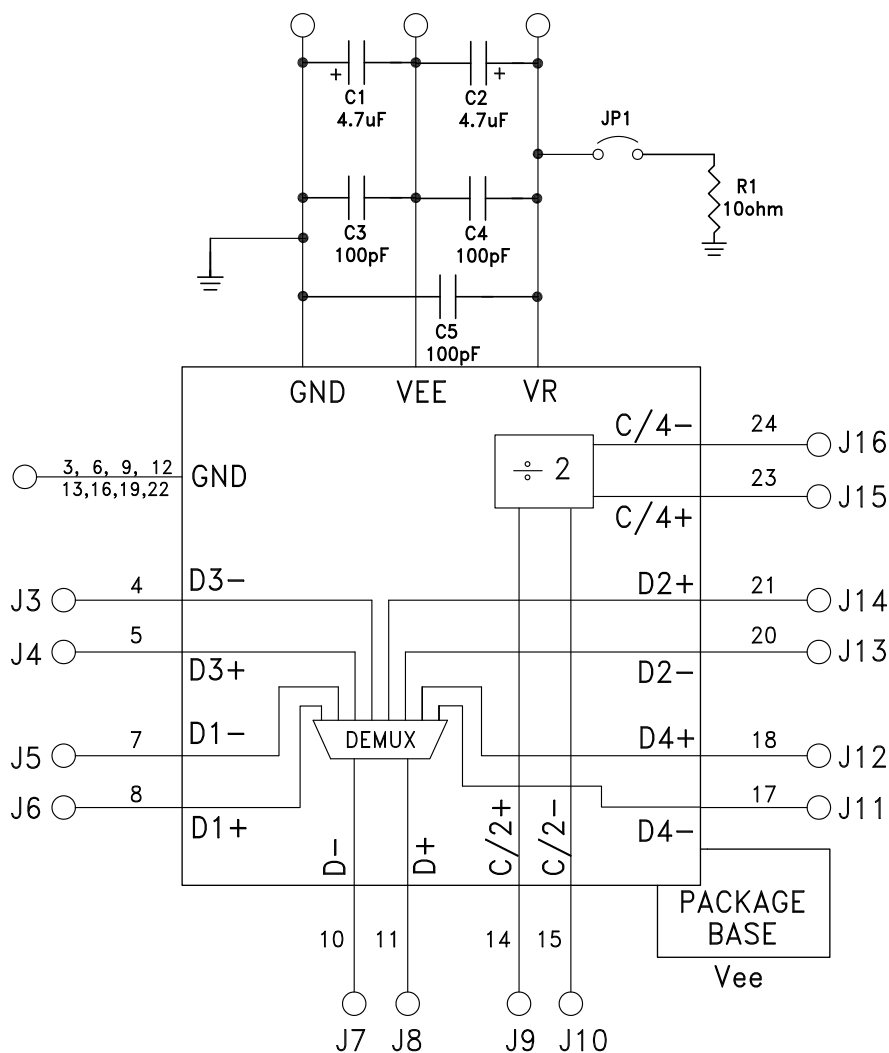 + C1 4.7uF
C2 + 4.7uF
JP1
R1
10ohm
C3
100pF
C4
100pF
C5
100pF
GND VEE VR
3, 6, 9, 12
13,16,19,22
GND
÷ 2
C/4- 24 J16
C/4+ 23 J15
J3 4 D3-
D2+ 21 J14
J4 5 D3+
D2- 20 J13
J5 7 D1-
DEMUX
D4+ 18 J12
J6 8 D1+
D4- 17 J11
D- D+ C/2+ C/2-
PACKAGE
BASE
Vee
10 11 14 15
J7 J8 J9 J10